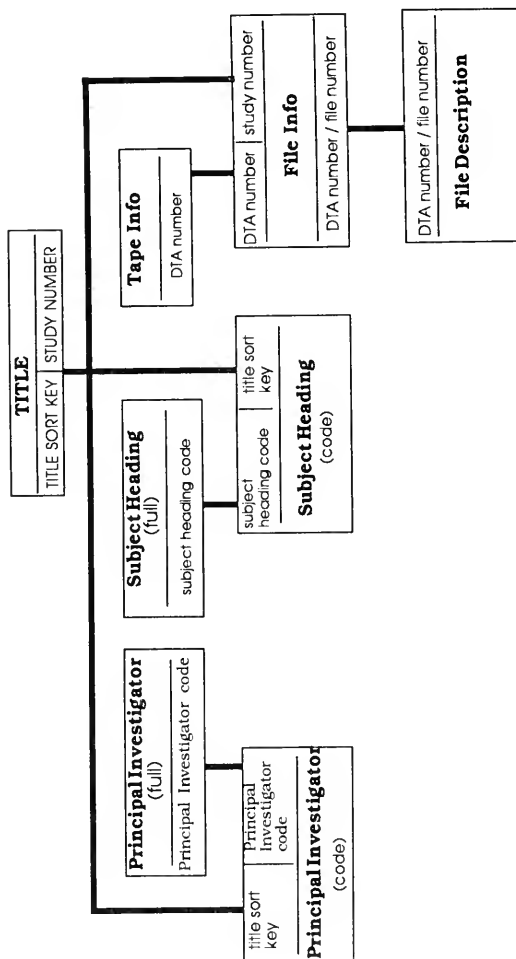 TITLE
TITLE SORT KEY | STUDY NUMBER
Principal Investigator
(full)
Principal Investigator code
Subject Heading
(full)
subject heading code
Tape Info
DTA number
title sort
key
Principal
Investigator
code
Principal Investigator
(code)
subject
heading code
title sort
key
Subject Heading
(code)
DTA number | study number
File Info
DTA number / file number
DTA number / file number
File Description